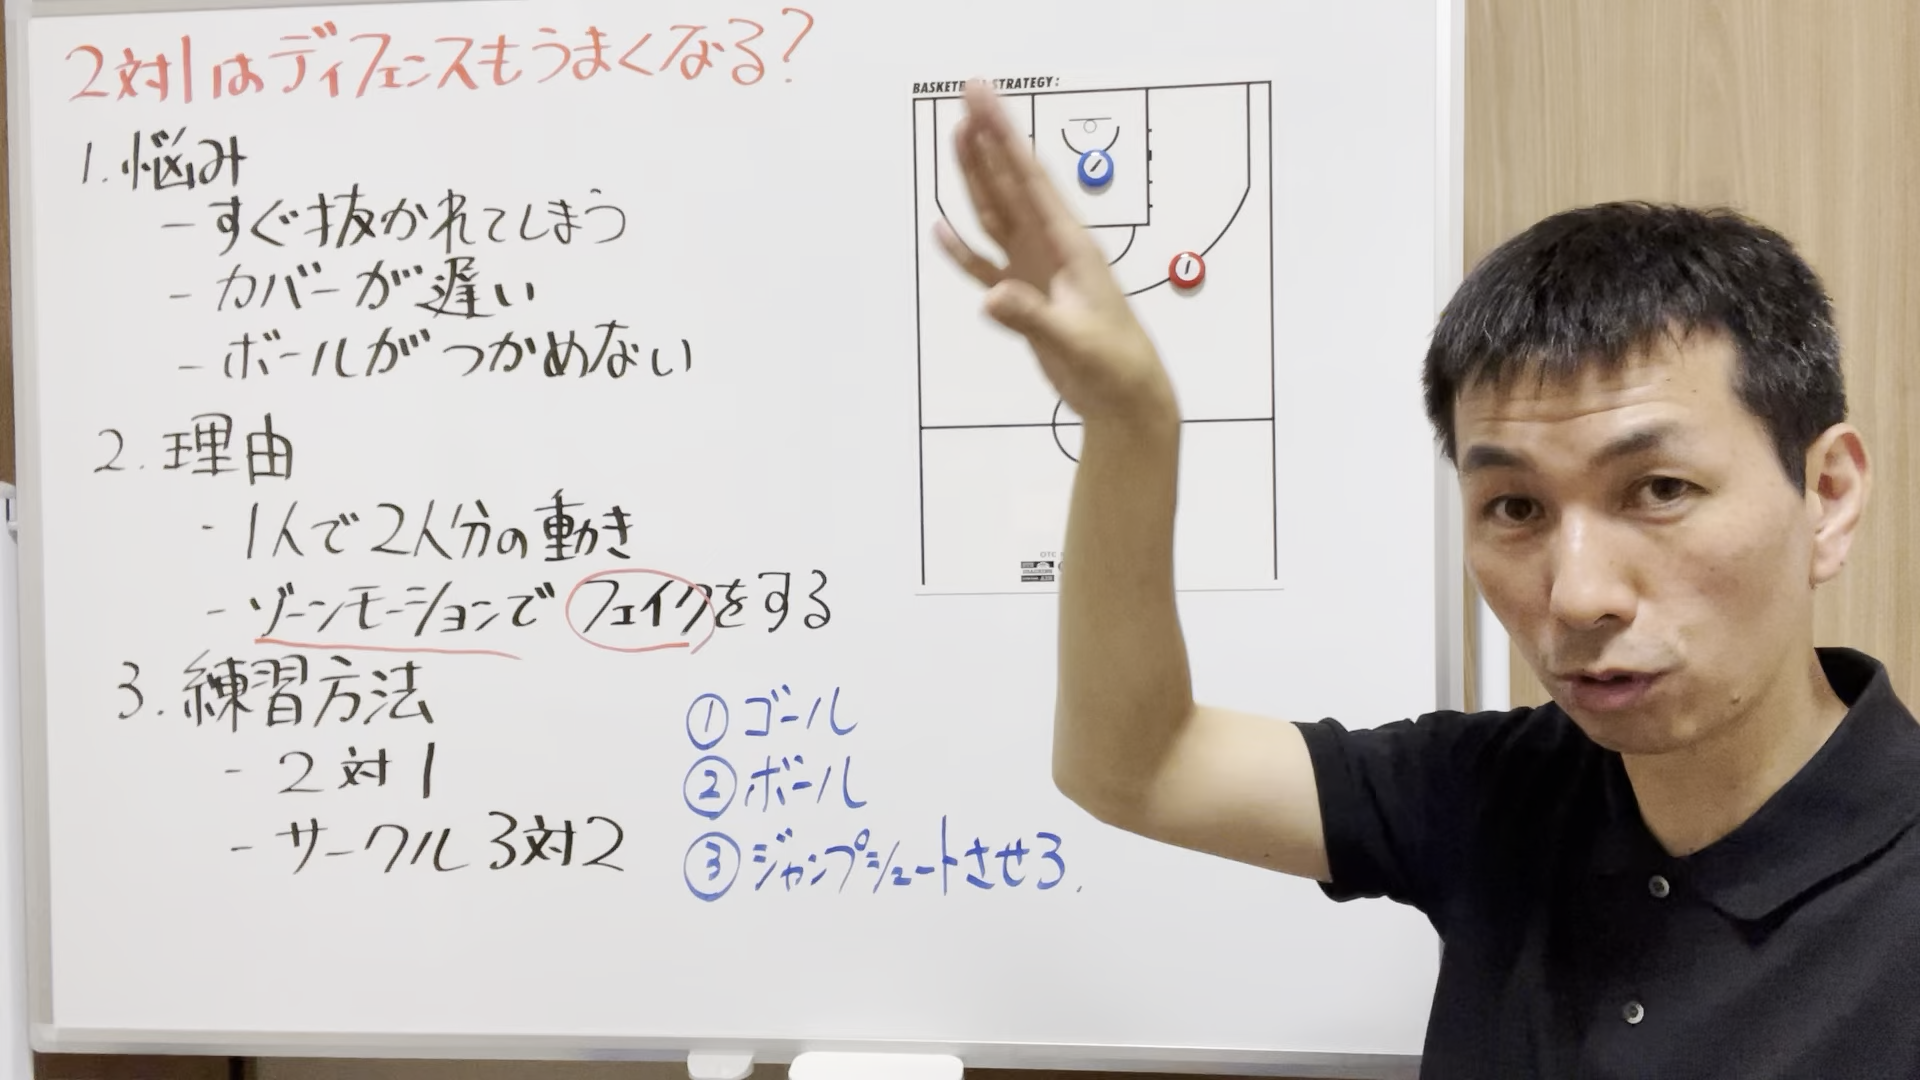 2対1はディフェンスもうまくなる?
1. 悩み
- すぐ抜かれてしまう
- カバーが遅い
- ボールがつかめない
2. 理由
- 1人で2人分の動き
- ゾーンモーションでフェイクをする
3. 練習方法
- 2対1
- サークル3対2
① ゴール
② ボール
③ ジャンプシュートさせろ
STRATEGY:
1
1